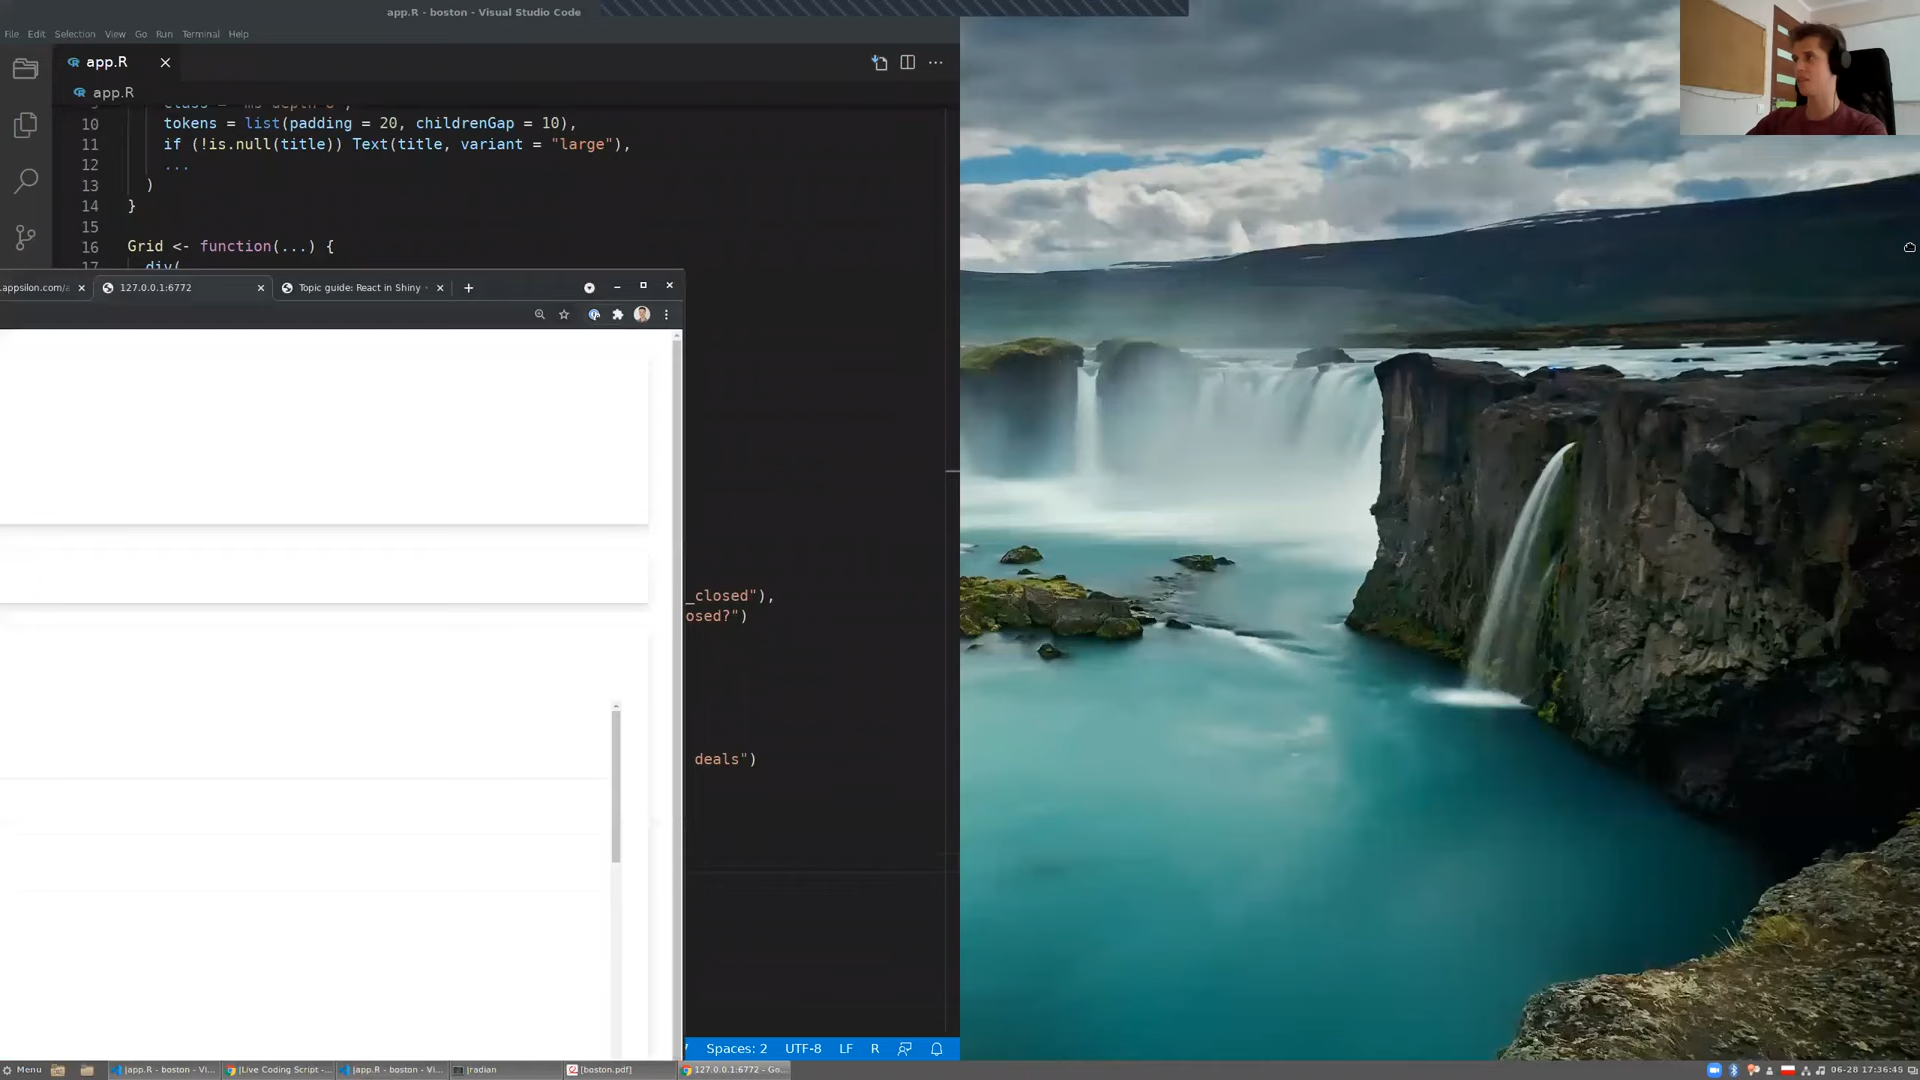 app.R - boston - Visual Studio Code
File Edit Selection View Go Run Terminal Help
app.R
app.R
10 tokens = list(padding = 20, childrenGap = 10),
11 if (!is.null(title)) Text(title, variant = "large"),
12 ...
13 )
14 }
15
16 Grid <- function(...) {
17 div(
.appsilon.com/ 127.0.0.1:6772 Topic guide: React in Shiny
_closed"),
osed?")
deals")
Spaces: 2 UTF-8 LF R
Menu app.R - boston - Vi... |Live Coding Script -... |app.R - boston - Vi... |radian [boston.pdf] 127.0.0.1:6772 - Go... 06-28 17:36:45